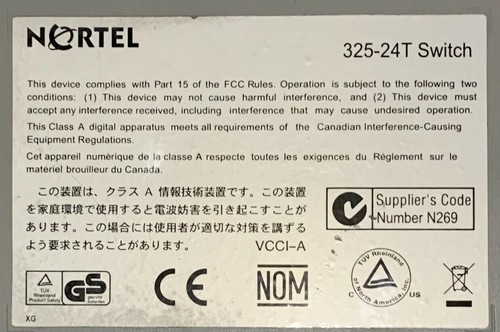 NORTEL
325-24T Switch
This device complies with Part 15 of the FCC Rules. Operation is subject to the following two
conditions: (1) This device may not cause harmful interference, and (2) This device must
accept any interference received, including interference that may cause undesired operation.
This Class A digital apparatus meets all requirements of the Canadian Interference-Causing
Equipment Regulations.
Cet appareil numérique de la classe A respecte toutes les exigences du Règlement sur le
matériel brouilleur du Canada.
この装置は、クラス A 情報技術装置です。この装置
を家庭環境で使用すると電波妨害を引き起こすことが
あります。この場合には使用者が適切な対策を講ずる
よう要求されることがあります。 VCCI-A
Supplier's Code
Number N269
TÜV
Rheinland
Product Safety
GS
geprüfte
Sicherheit
CE
NOM
TÜV Rheinland
of North America, Inc.
C US
XG